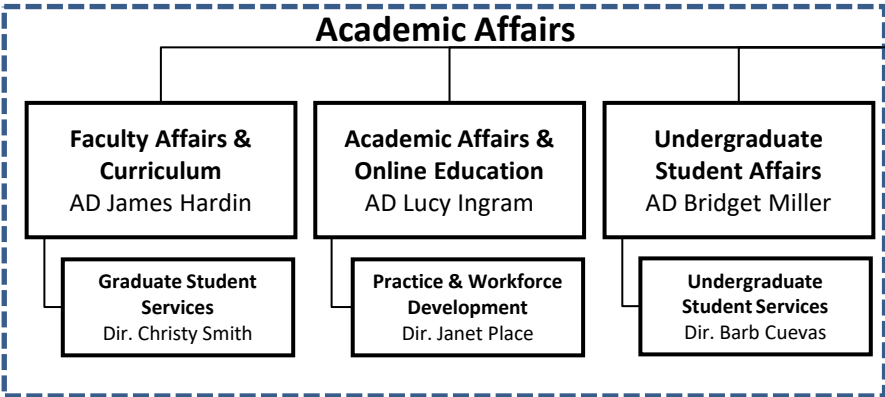 Academic Affairs
Faculty Affairs &
Curriculum
AD James Hardin
Academic Affairs &
Online Education
AD Lucy Ingram
Undergraduate
Student Affairs
AD Bridget Miller
Graduate Student
Services
Dir. Christy Smith
Practice & Workforce
Development
Dir. Janet Place
Undergraduate
Student Services
Dir. Barb Cuevas